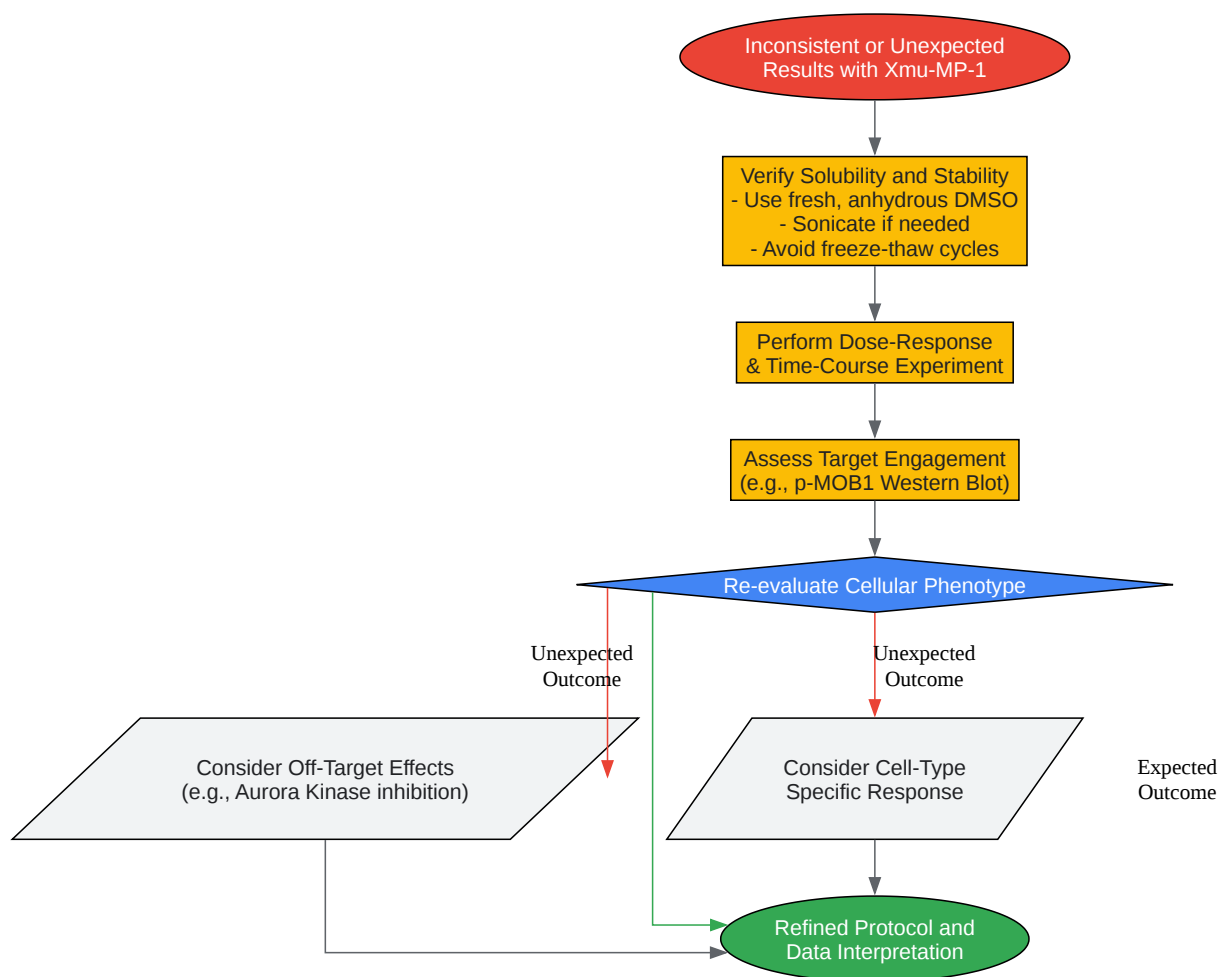 Inconsistent or Unexpected
Results with Xmu-MP-1
Verify Solubility and Stability
- Use fresh, anhydrous DMSO
- Sonicate if needed
- Avoid freeze-thaw cycles
Perform Dose-Response
& Time-Course Experiment
Assess Target Engagement
(e.g., p-MOB1 Western Blot)
Re-evaluate Cellular Phenotype
Unexpected
Outcome
Unexpected
Outcome
Consider Off-Target Effects
(e.g., Aurora Kinase inhibition)
Consider Cell-Type
Specific Response
Expected
Outcome
Refined Protocol and
Data Interpretation